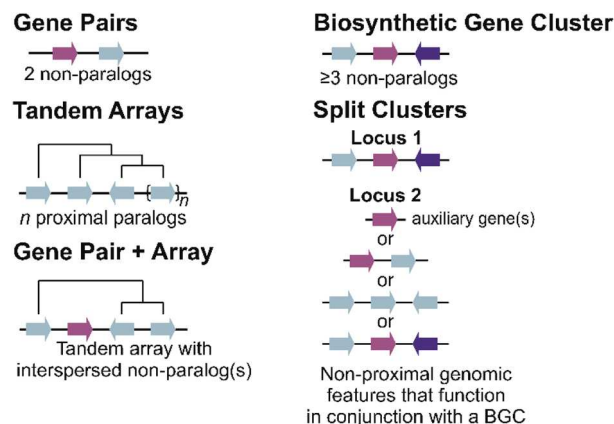 Gene Pairs
2 non-paralogs
Tandem Arrays
n
n proximal paralogs
Gene Pair + Array
Tandem array with
interspersed non-paralog(s)
Biosynthetic Gene Cluster
≥3 non-paralogs
Split Clusters
Locus 1
Locus 2
auxiliary gene(s)
or
or
or
Non-proximal genomic
features that function
in conjunction with a BGC